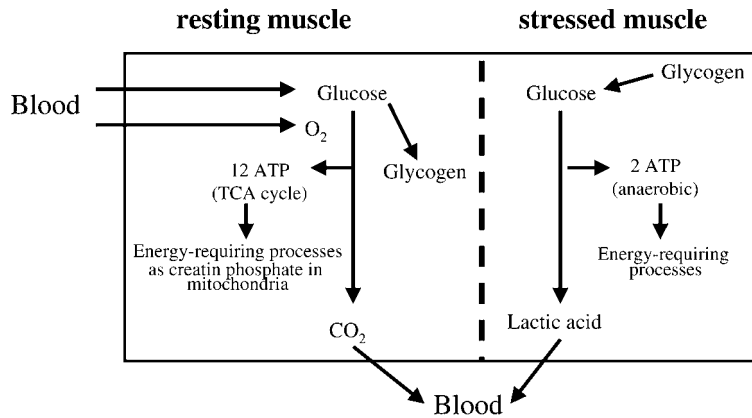 resting muscle
stressed muscle
Blood
Glucose
O2
Glycogen
12 ATP
(TCA cycle)
Energy-requiring processes
as creatin phosphate in
mitochondria
CO2
Glycogen
Glucose
2 ATP
(anaerobic)
Energy-requiring
processes
Lactic acid
Blood